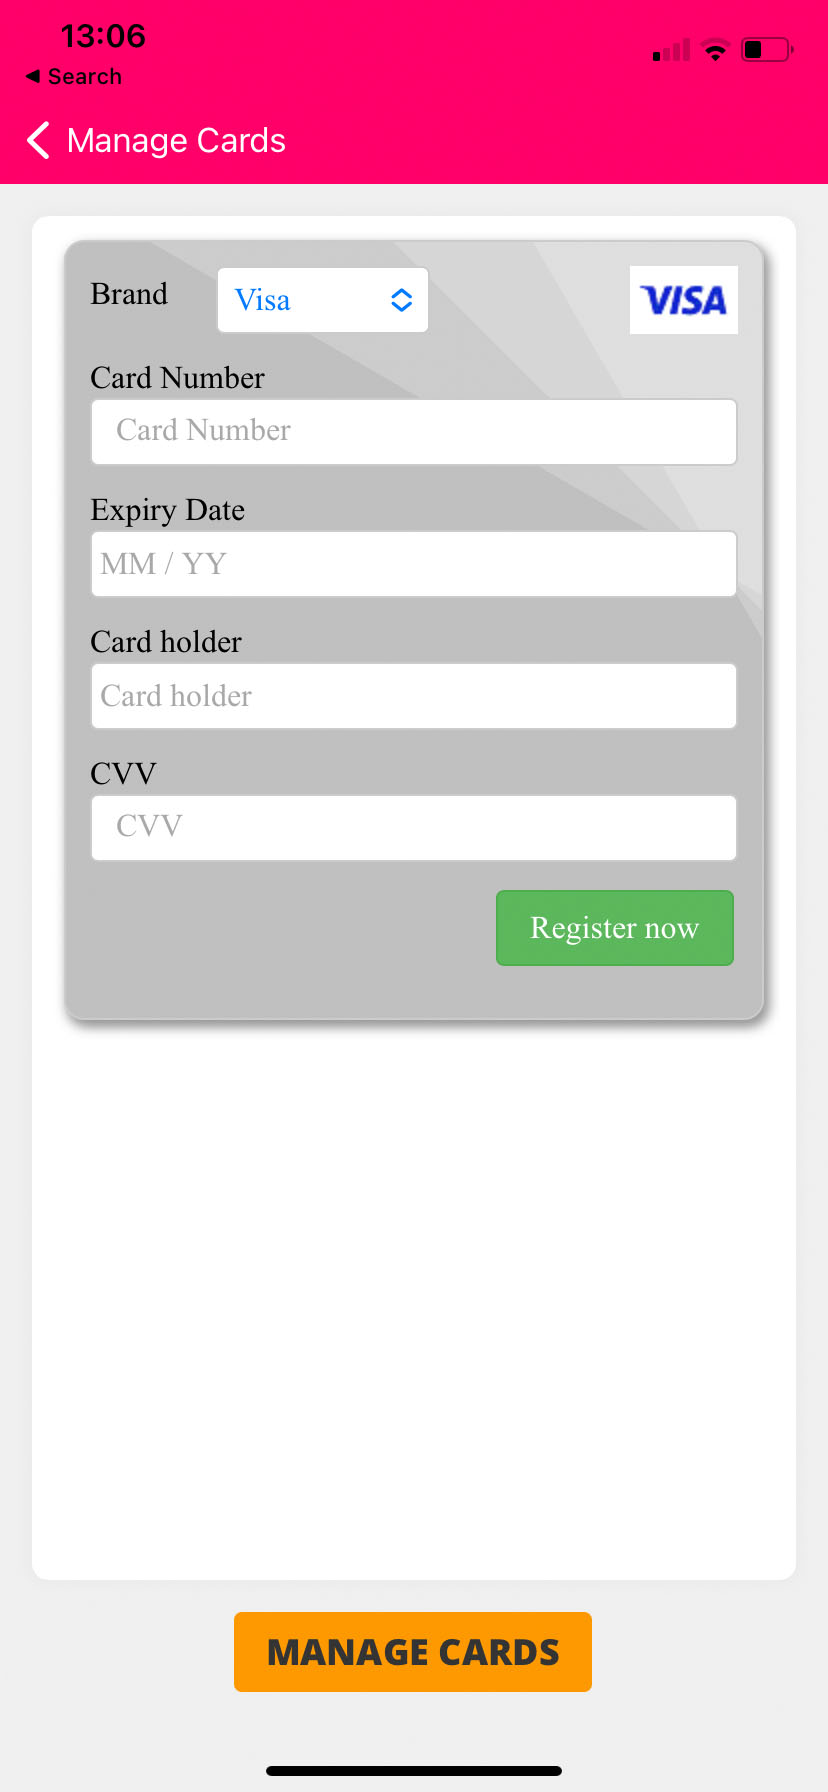 13:06
◀ Search
Manage Cards
Brand
Visa
VISA
Card Number
Card Number
Expiry Date
MM / YY
Card holder
Card holder
CVV
CVV
Register now
MANAGE CARDS